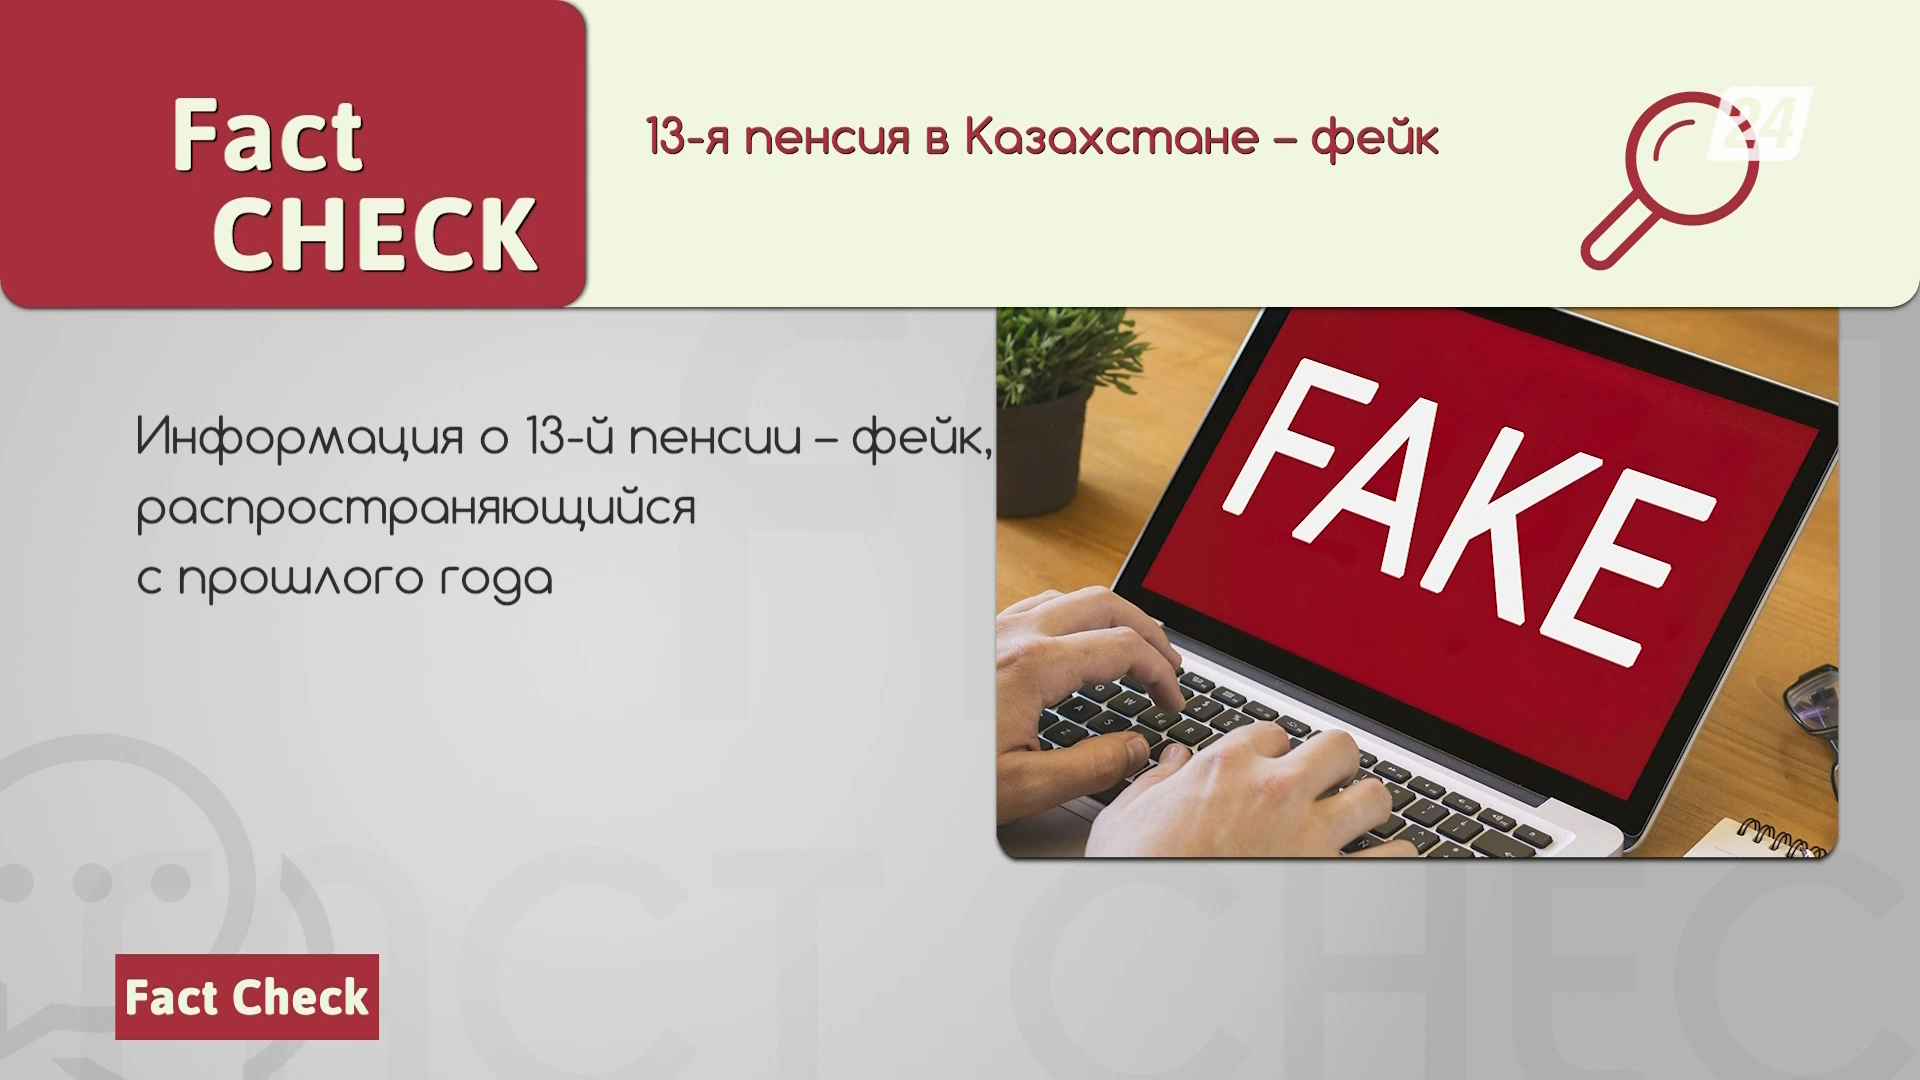 Fact
CHECK
13-я пенсия в Казахстане – фейк
24
Информация о 13-й пенсии – фейк,
распространяющийся
с прошлого года
FAKE
Fact Check